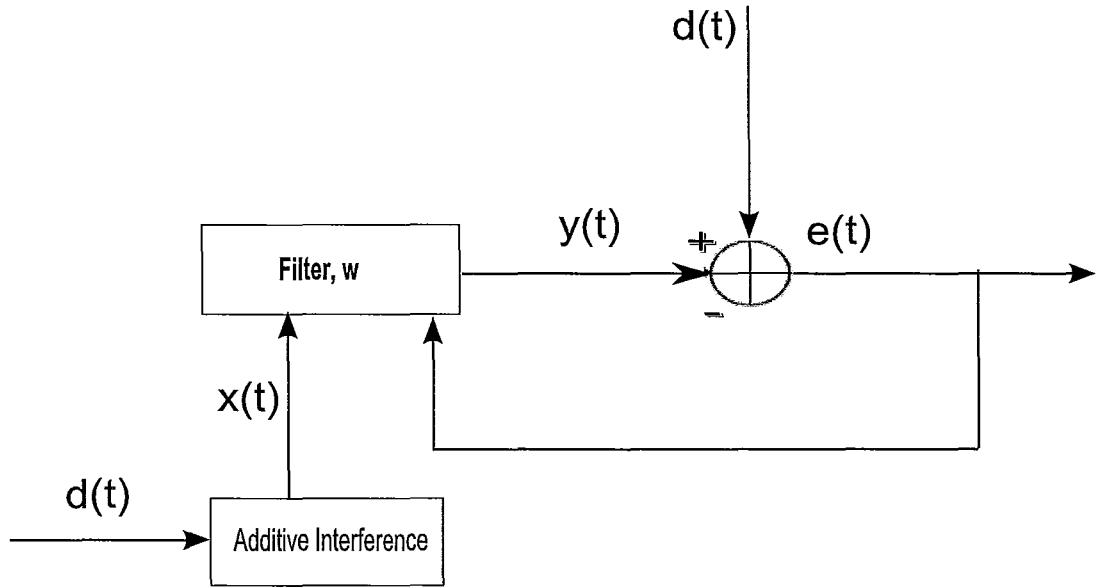 d(t)
+
y(t)
e(t)
Filter, w
-
x(t)
d(t)
Additive Interference